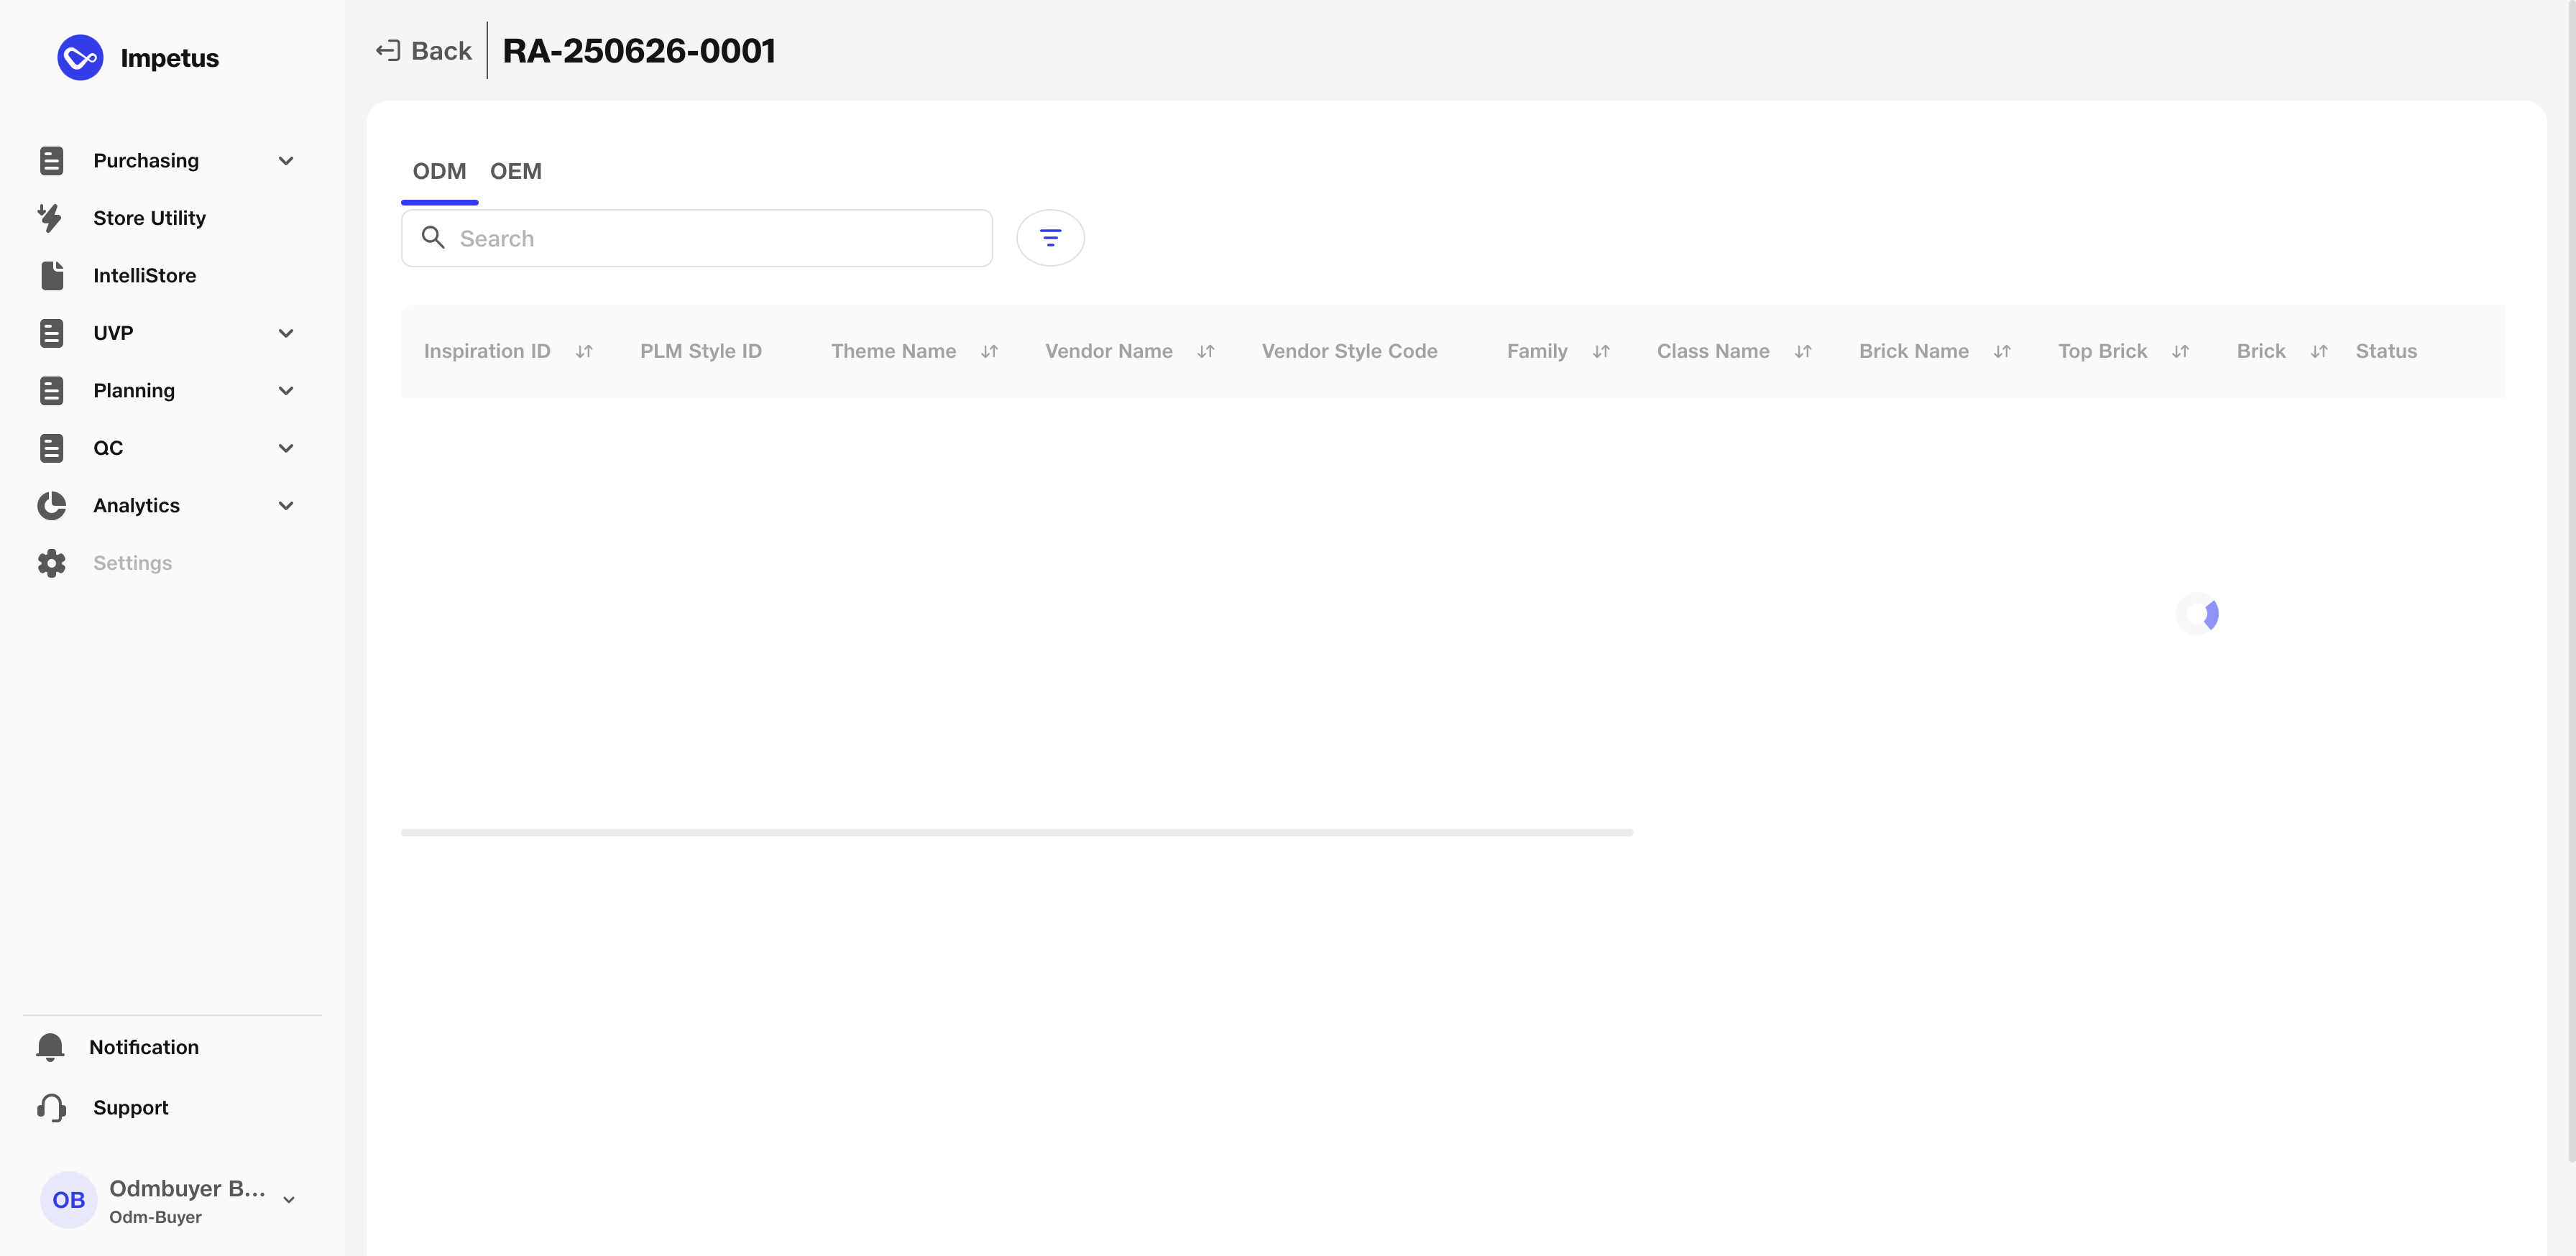 Impetus
Purchasing
Store Utility
IntelliStore
UVP
Planning
QC
Analytics
Settings
Notification
Support
OB
Odmbuyer B...
Odm-Buyer
Back
RA-250626-0001
ODM OEM
Search
Inspiration ID PLM Style ID Theme Name Vendor Name Vendor Style Code Family Class Name Brick Name Top Brick Brick Status